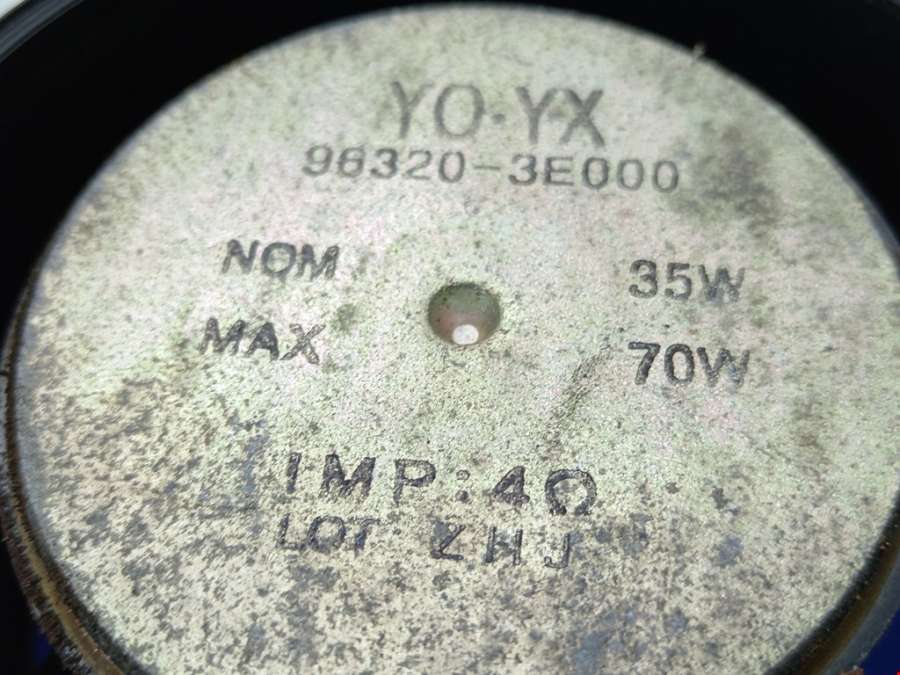 YO·YX
96320-3E000
NOM 35W
MAX 70W
IMP:4Ω
LOT ZHJ